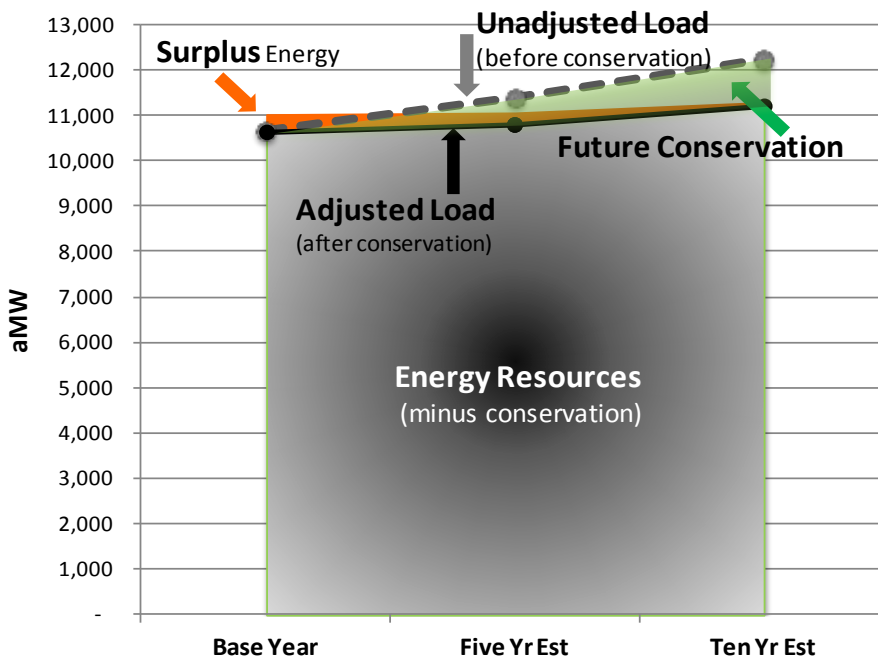 13,000
12,000
11,000
10,000
9,000
8,000
7,000
6,000
5,000
4,000
3,000
2,000
1,000
-
aMW
Surplus Energy
Unadjusted Load
(before conservation)
Future Conservation
Adjusted Load
(after conservation)
Energy Resources
(minus conservation)
Base Year Five Yr Est Ten Yr Est